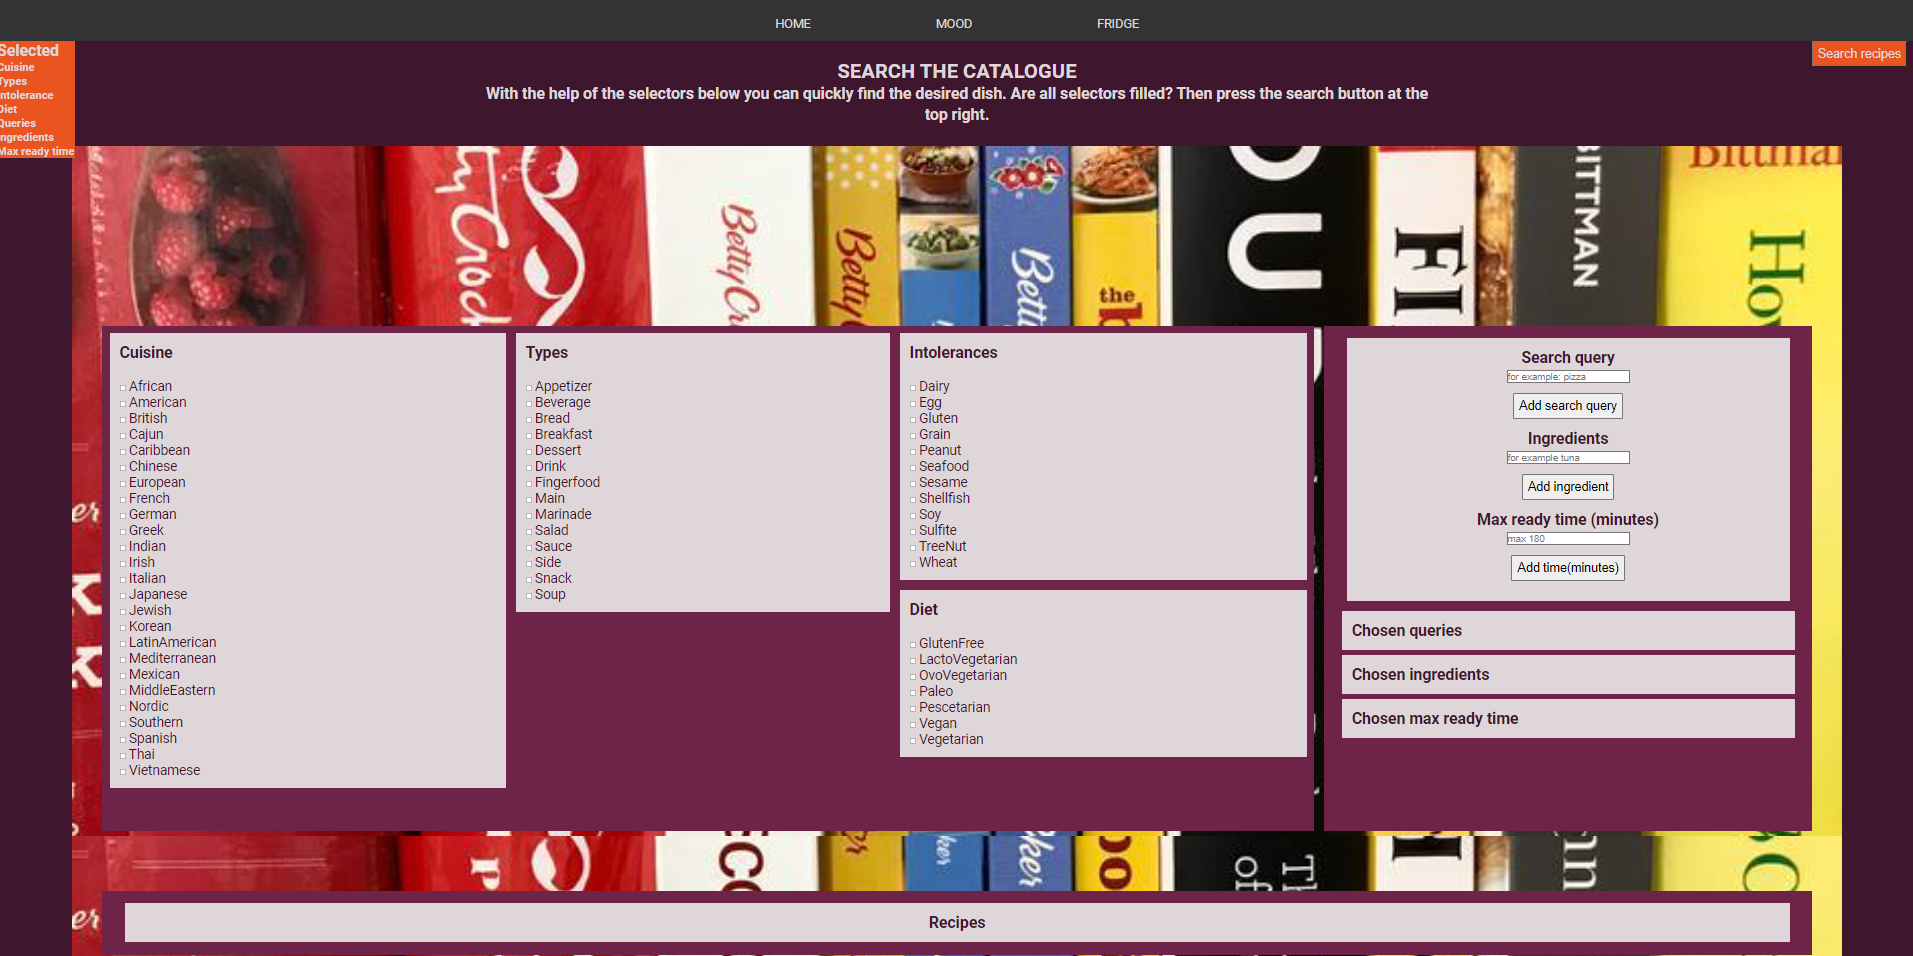 HOME MOOD FRIDGE
Selected
Cuisine
Types
Intolerance
Diet
Queries
Ingredients
Max ready time
Search recipes
SEARCH THE CATALOGUE
With the help of the selectors below you can quickly find the desired dish. Are all selectors filled? Then press the search button at the
top right.
Betty
the
BITTMAN
Cuisine
African
American
British
Cajun
Caribbean
Chinese
European
French
German
Greek
Indian
Irish
Italian
Japanese
Jewish
Korean
LatinAmerican
Mediterranean
Mexican
MiddleEastern
Nordic
Southern
Spanish
Thai
Vietnamese
Types
Appetizer
Beverage
Bread
Breakfast
Dessert
Drink
Fingerfood
Main
Marinade
Salad
Sauce
Side
Snack
Soup
Intolerances
Dairy
Egg
Gluten
Grain
Peanut
Seafood
Sesame
Shellfish
Soy
Sulfite
TreeNut
Wheat
Diet
GlutenFree
LactoVegetarian
OvoVegetarian
Paleo
Pescetarian
Vegan
Vegetarian
Search query
for example: pizza
Add search query
Ingredients
for example tuna
Add ingredient
Max ready time (minutes)
max 180
Add time(minutes)
Chosen queries
Chosen ingredients
Chosen max ready time
Recipes